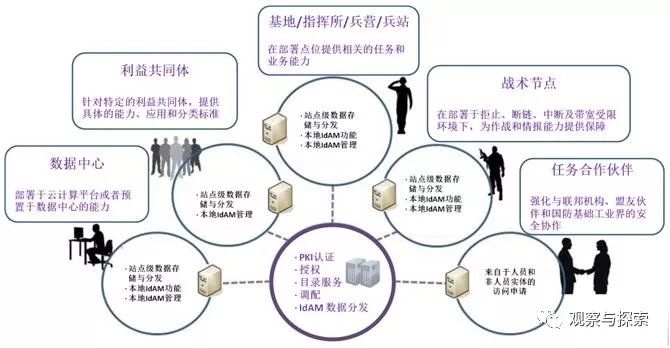 基地/指挥所/兵营/兵站
在部署点位提供相关的任务和
业务能力
利益共同体
针对特定的利益共同体，提供
具体的能力、应用和分类标准
战术节点
在部署于拒止、断链、中断及带宽受限
环境下，为作战和情报能力提供保障
数据中心
部署于云计算平台或者预
置于数据中心的能力
任务合作伙伴
强化与联邦机构、盟友伙
伴和国防基础工业界的安
全协作
·站点级数据存
储与分发
·本地IdAM功能
·本地IdAM管理
·站点级数据存
储与分发
·本地IdAM管理
·站点级数据存
储与分发
·本地IdAM功能
·本地IdAM管理
·站点级数据存
储与分发
·本地IdAM功能
·本地IdAM管理
·PKI认证
·授权
·目录服务
·调配
·IdAM 数据分发
来自于人员和
非人员实体的
访问申请
观察与探索